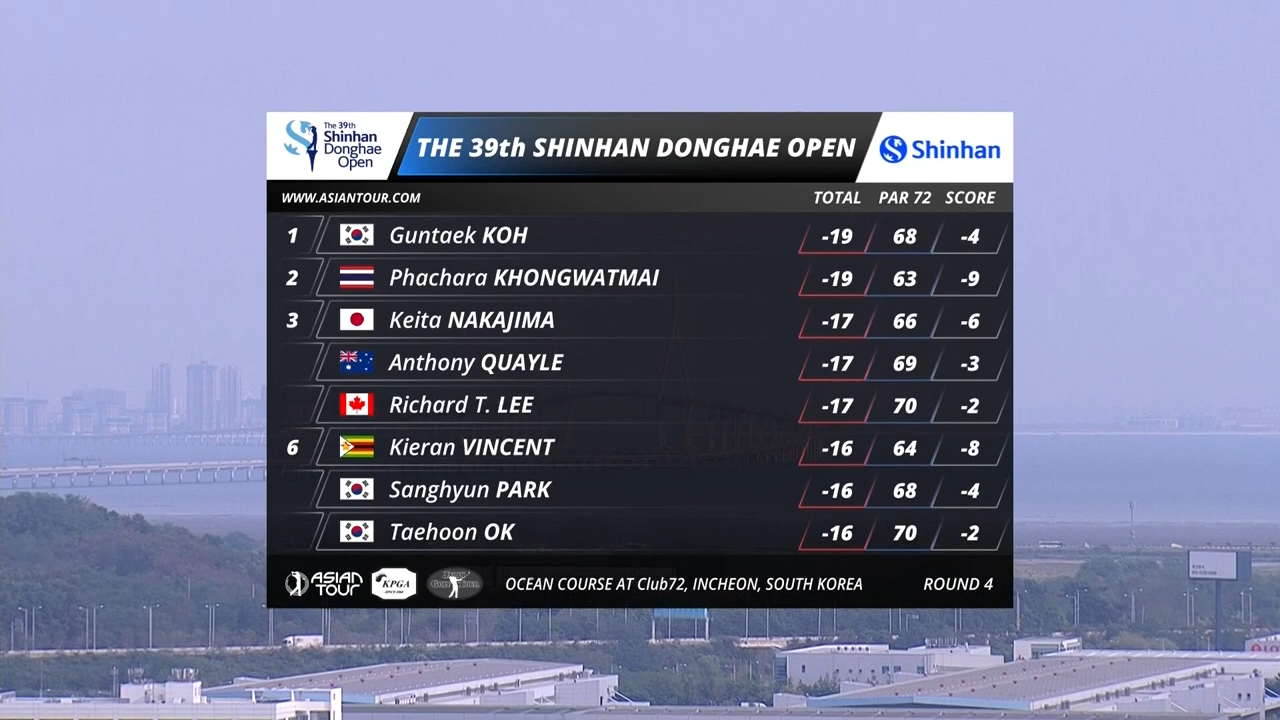 The 39th
Shinhan
Donghae
Open
THE 39th SHINHAN DONGHAE OPEN
Shinhan
WWW.ASIANTOUR.COM TOTAL PAR 72 SCORE
1 Guntaek KOH -19 68 -4
2 Phachara KHONGWATMAI -19 63 -9
3 Keita NAKAJIMA -17 66 -6
Anthony QUAYLE -17 69 -3
Richard T. LEE -17 70 -2
6 Kieran VINCENT -16 64 -8
Sanghyun PARK -16 68 -4
Taehoon OK -16 70 -2
ASIAN
TOUR
KPGA
OCEAN COURSE AT Club72, INCHEON, SOUTH KOREA ROUND 4